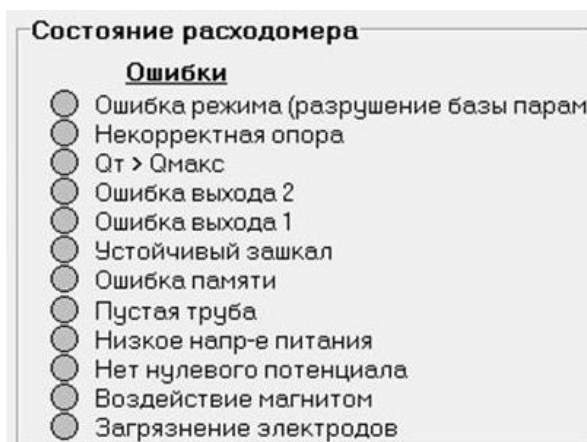 Состояние расходомера
Ошибки
Ошибка режима (разрушение базы парам
Некорректная опора
Qт > Qмакс
Ошибка выхода 2
Ошибка выхода 1
Устойчивый зашкал
Ошибка памяти
Пустая труба
Низкое напр-е питания
Нет нулевого потенциала
Воздействие магнитом
Загрязнение электродов